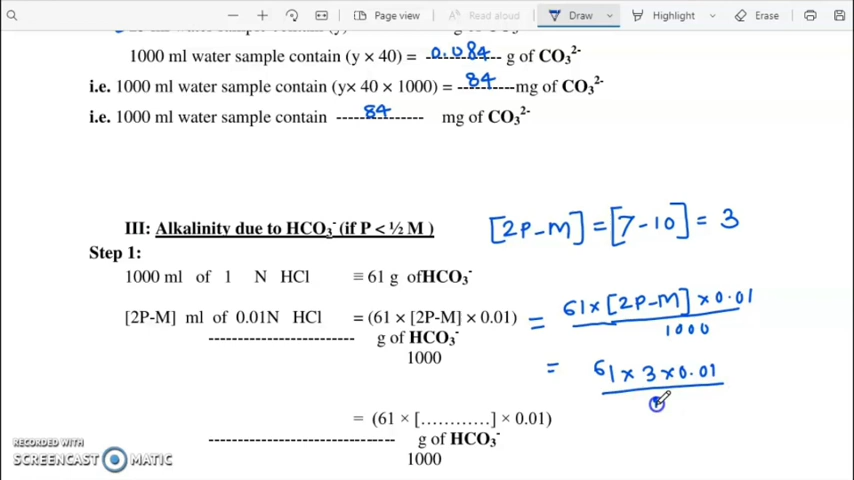 Page view
Read aloud
Draw
Highlight
Erase
1000 ml water sample contain (y × 40) = 0.084 g of CO₃²⁻
i.e. 1000 ml water sample contain (y× 40 × 1000) = 84 mg of CO₃²⁻
i.e. 1000 ml water sample contain 84 mg of CO₃²⁻
III: Alkalinity due to HCO₃⁻ (if P < ½ M )
[2P-M] = [7-10] = 3
Step 1:
1000 ml of 1 N HCl ≡ 61 g ofHCO₃⁻
[2P-M] ml of 0.01N HCl = (61 × [2P-M] × 0.01)
---------------------------- g of HCO₃⁻
1000
= 61 × [2P-M] × 0.01
1000
= 61 × 3 × 0.01
= (61 × [............] × 0.01)
----------------------------------- g of HCO₃⁻
1000
RECORDED WITH
SCREENCAST MATIC